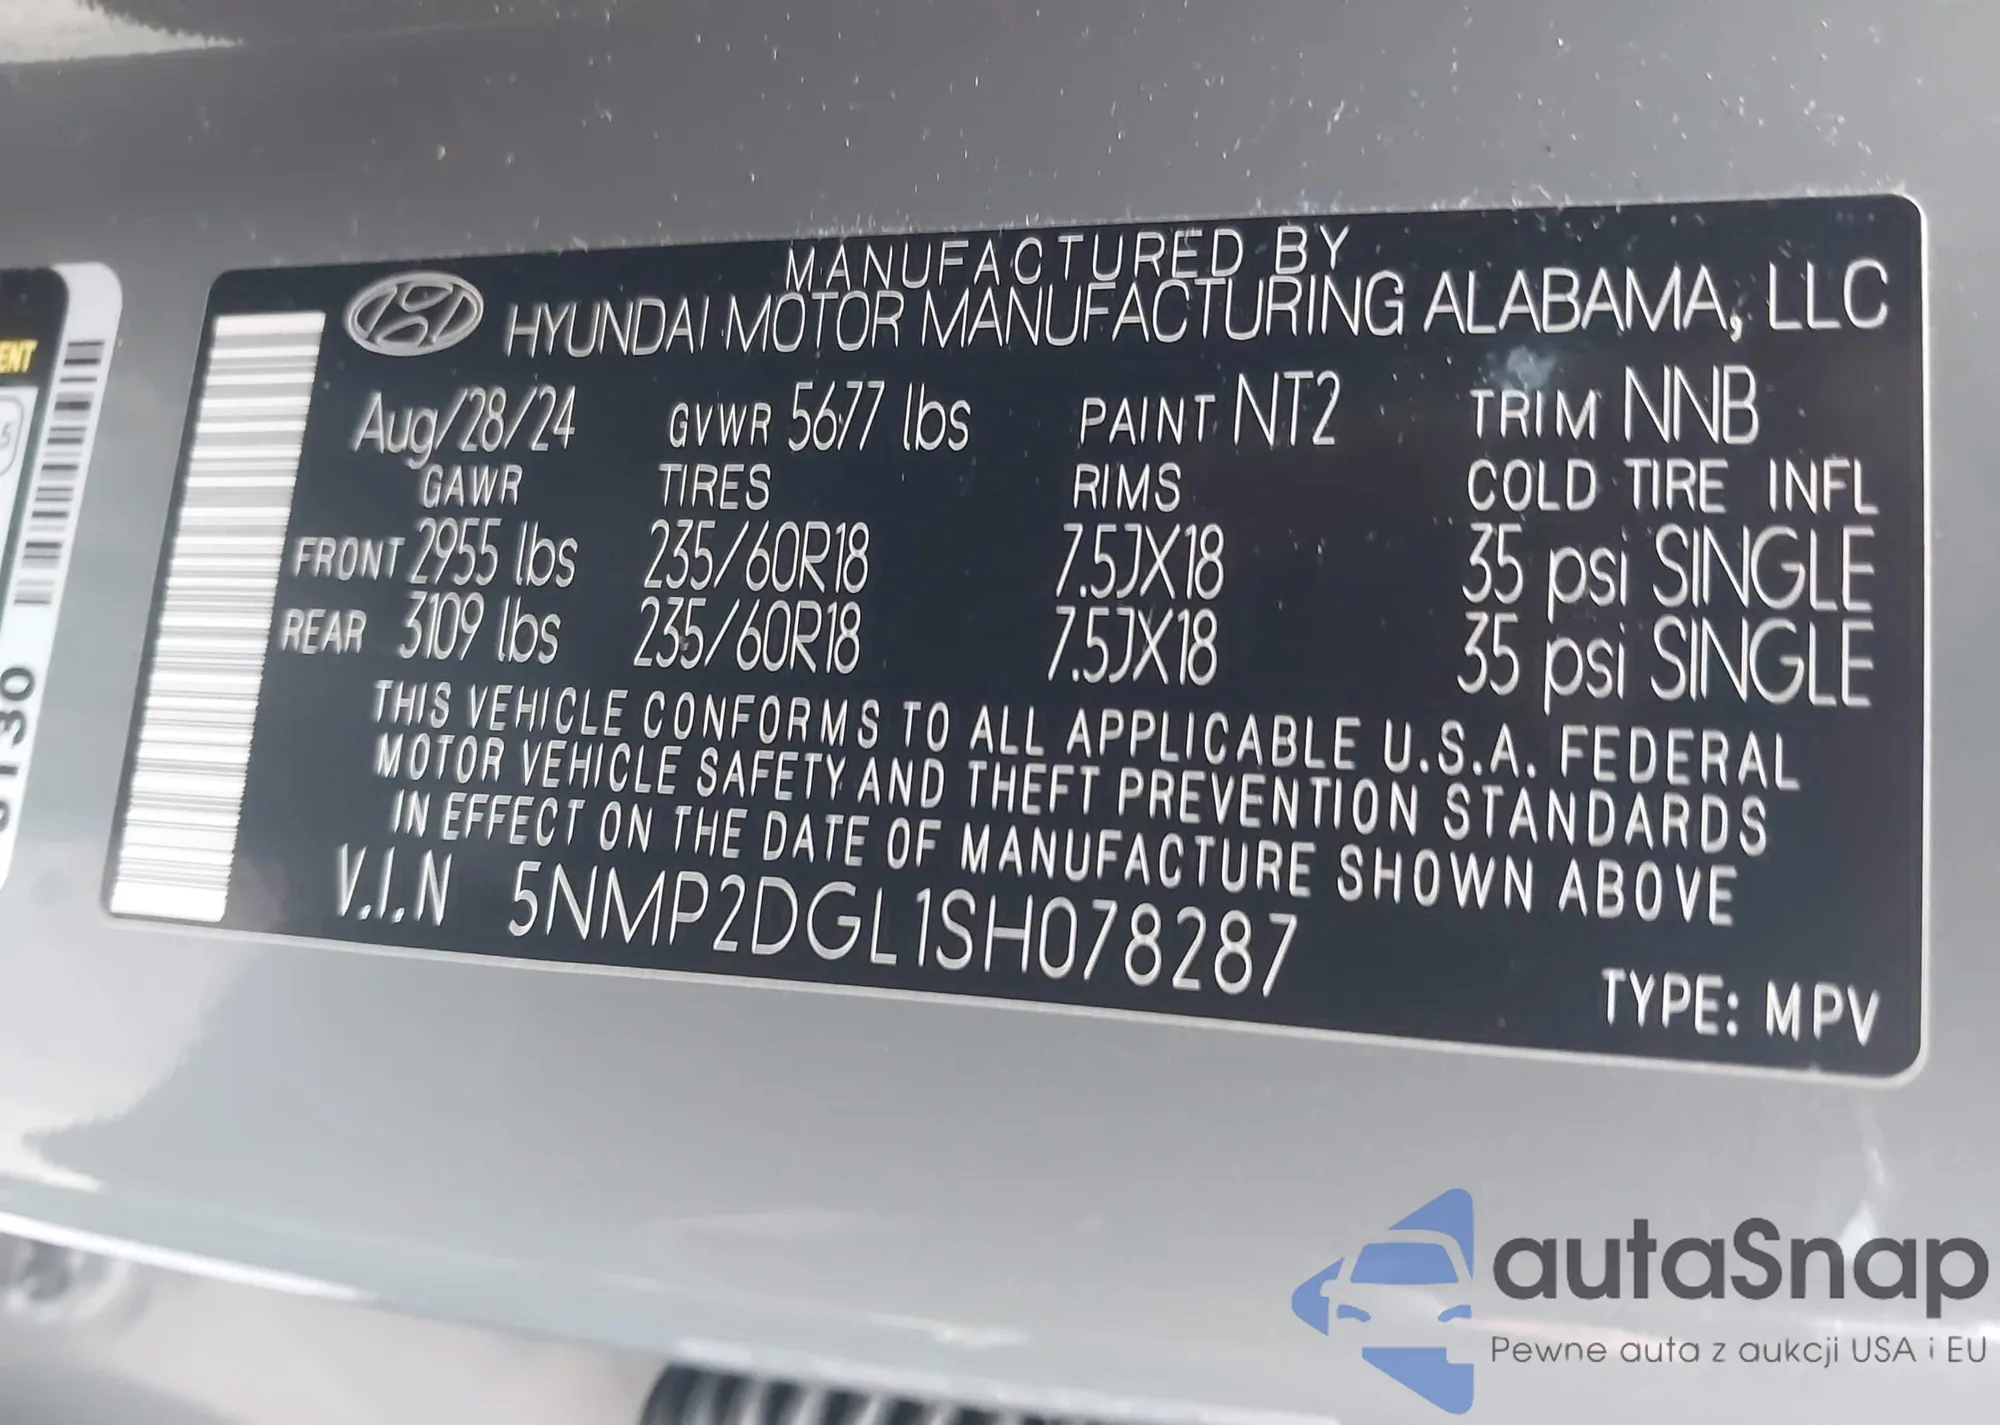 ENT
5
130
MANUFACTURED BY
HYUNDAI MOTOR MANUFACTURING ALABAMA, LLC
Aug/28/24 GVWR 5677 lbs PAINT NT2 TRIM NNB
GAWR TIRES RIMS COLD TIRE INFL
FRONT 2955 lbs 235/60R18 7.5JX18 35 psi SINGLE
REAR 3109 lbs 235/60R18 7.5JX18 35 psi SINGLE
THIS VEHICLE CONFORMS TO ALL APPLICABLE U.S.A. FEDERAL
MOTOR VEHICLE SAFETY AND THEFT PREVENTION STANDARDS
IN EFFECT ON THE DATE OF MANUFACTURE SHOWN ABOVE
V.I.N 5NMP2DGL1SH078287
TYPE: MPV
autaSnap
Pewne auta z aukcji USA i EU